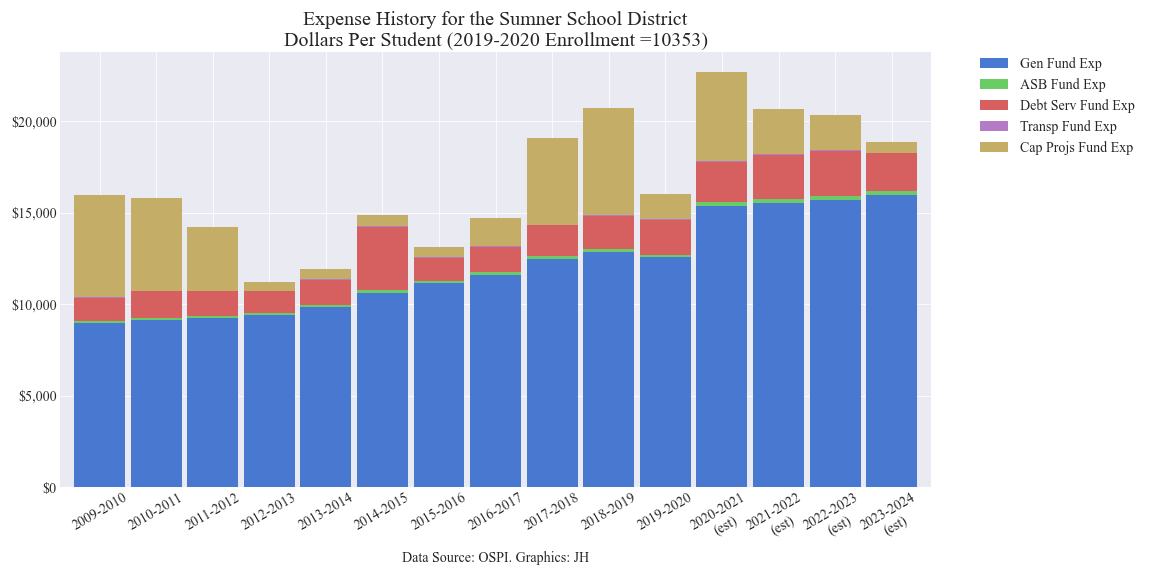 Expense History for the Sumner School District
Dollars Per Student (2019-2020 Enrollment =10353)
Gen Fund Exp
ASB Fund Exp
Debt Serv Fund Exp
Transp Fund Exp
Cap Projs Fund Exp
$20,000
$15,000
$10,000
$5,000
$0
2009-2010
2010-2011
2011-2012
2012-2013
2013-2014
2014-2015
2015-2016
2016-2017
2017-2018
2018-2019
2019-2020
2020-2021
(est)
2021-2022
(est)
2022-2023
(est)
2023-2024
(est)
Data Source: OSPI. Graphics: JH